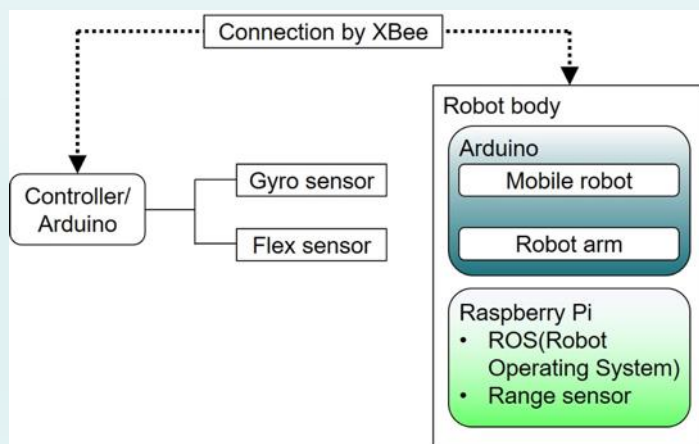 Connection by XBee
Robot body
Arduino
Mobile robot
Robot arm
Controller/
Arduino
Gyro sensor
Flex sensor
Raspberry Pi
• ROS(Robot
Operating System)
• Range sensor